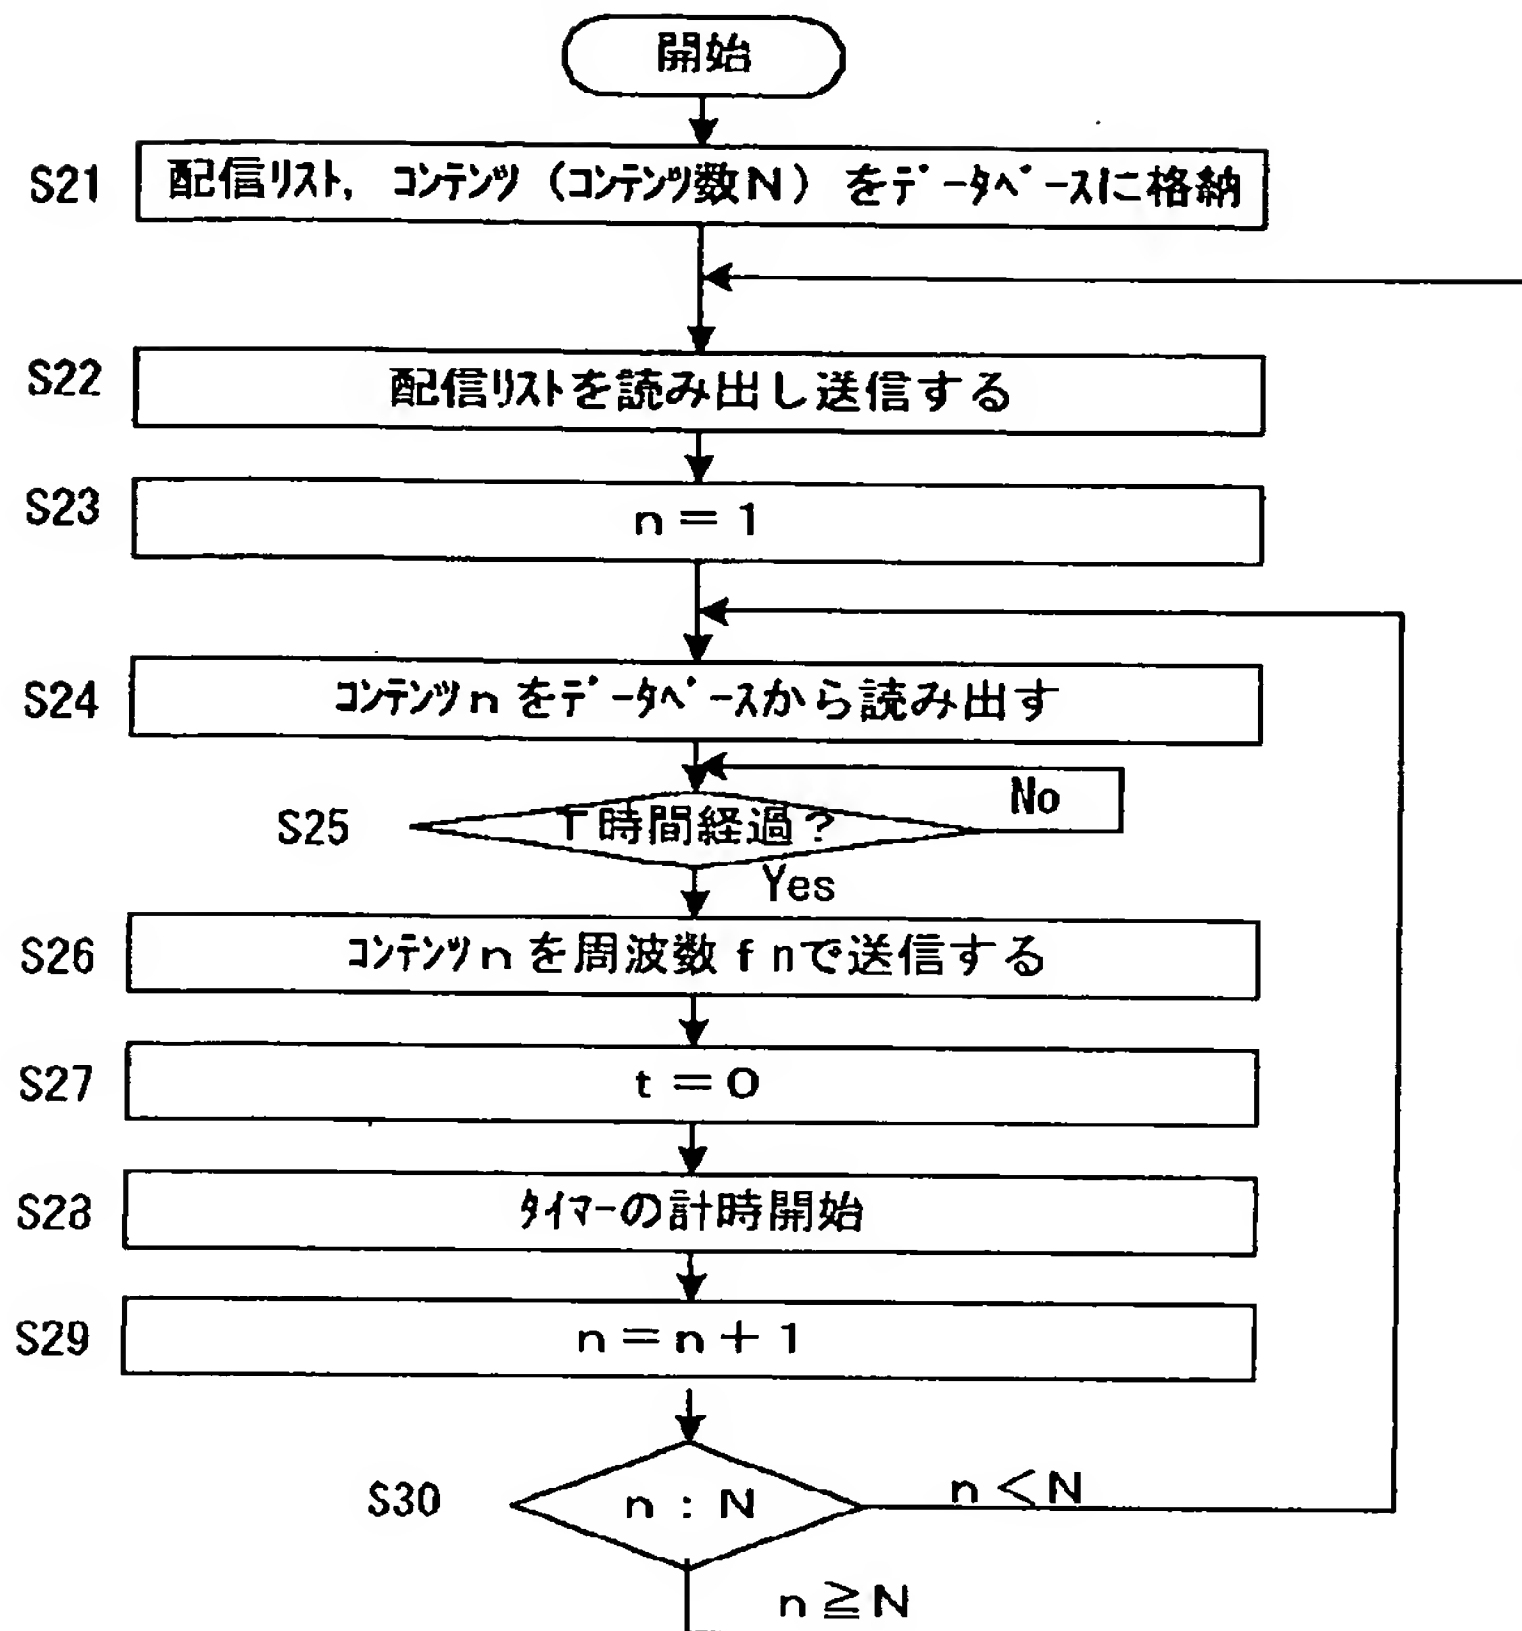 開始
S21 配信ﾘｽﾄ, ｺﾝﾃﾝﾂ (ｺﾝﾃﾝﾂ数N) をﾃﾞｰﾀﾍﾞｰｽに格納
S22 配信ﾘｽﾄを読み出し送信する
S23 n=1
S24 ｺﾝﾃﾝﾂnをﾃﾞｰﾀﾍﾞｰｽから読み出す
No
S25 T時間経過?
Yes
S26 ｺﾝﾃﾝﾂnを周波数fnで送信する
S27 t=0
S28 ﾀｲﾏｰの計時開始
S29 n=n+1
S30 n:N n<N
n≧N